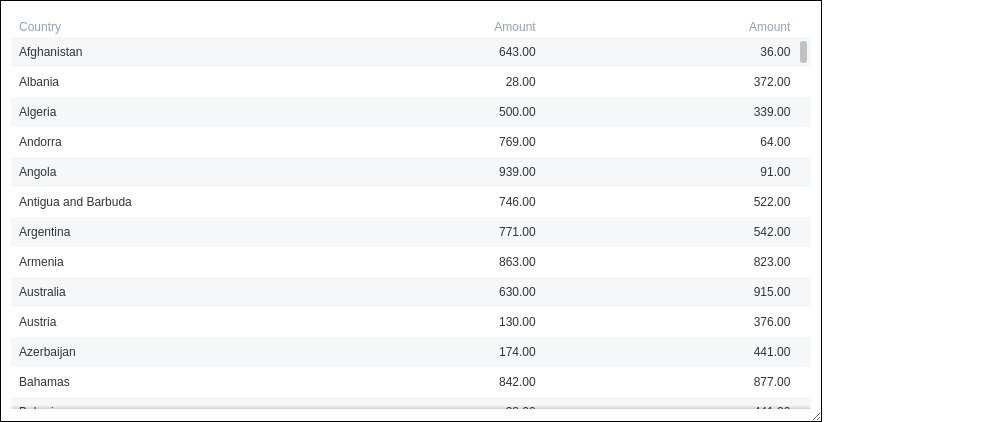 Country Amount Amount
Afghanistan 643.00 36.00
Albania 28.00 372.00
Algeria 500.00 339.00
Andorra 769.00 64.00
Angola 939.00 91.00
Antigua and Barbuda 746.00 522.00
Argentina 771.00 542.00
Armenia 863.00 823.00
Australia 630.00 915.00
Austria 130.00 376.00
Azerbaijan 174.00 441.00
Bahamas 842.00 877.00